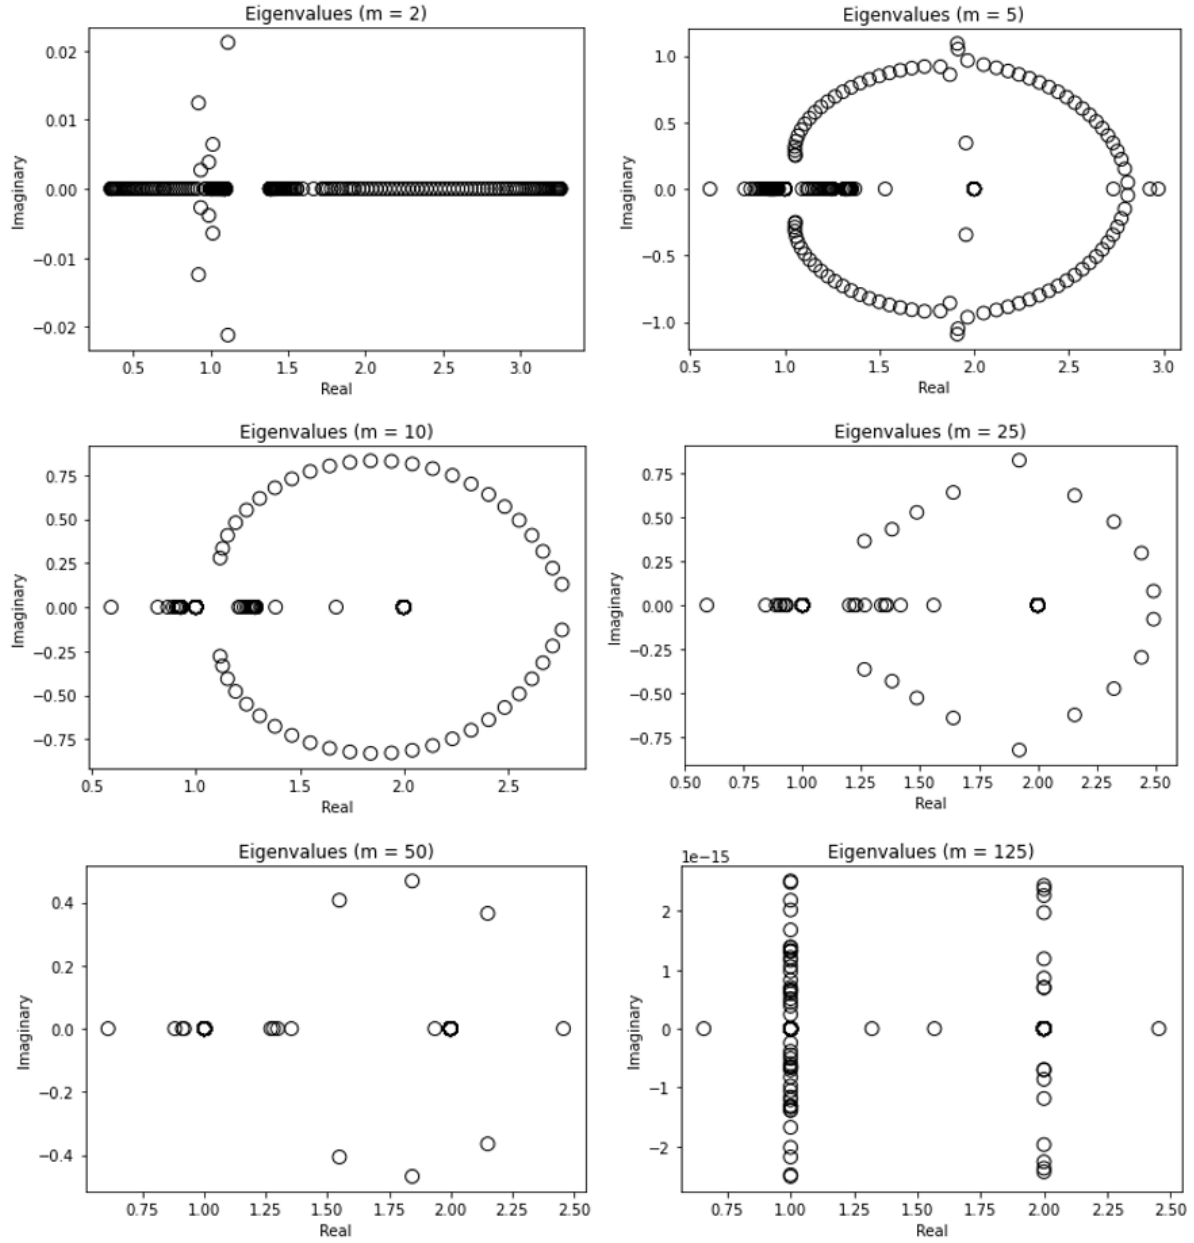 Eigenvalues (m = 2)
0.02
0.01
0.00
−0.01
−0.02
Imaginary
0.5 1.0 1.5 2.0 2.5 3.0
Real
Eigenvalues (m = 5)
1.0
0.5
0.0
−0.5
−1.0
Imaginary
1.0 1.5 2.0 2.5 3.0
Real
Eigenvalues (m = 10)
0.75
0.50
0.25
0.00
−0.25
−0.50
−0.75
Imaginary
0.5 1.0 1.5 2.0 2.5
Real
Eigenvalues (m = 25)
0.75
0.50
0.25
0.00
−0.25
−0.50
−0.75
Imaginary
0.50 0.75 1.00 1.25 1.50 1.75 2.00 2.25 2.50
Real
Eigenvalues (m = 50)
0.4
0.2
0.0
−0.2
−0.4
Imaginary
0.75 1.00 1.25 1.50 1.75 2.00 2.25 2.50
Real
1e−15
Eigenvalues (m = 125)
2
1
0
−1
−2
Imaginary
0.75 1.00 1.25 1.50 1.75 2.00 2.25 2.50
Real